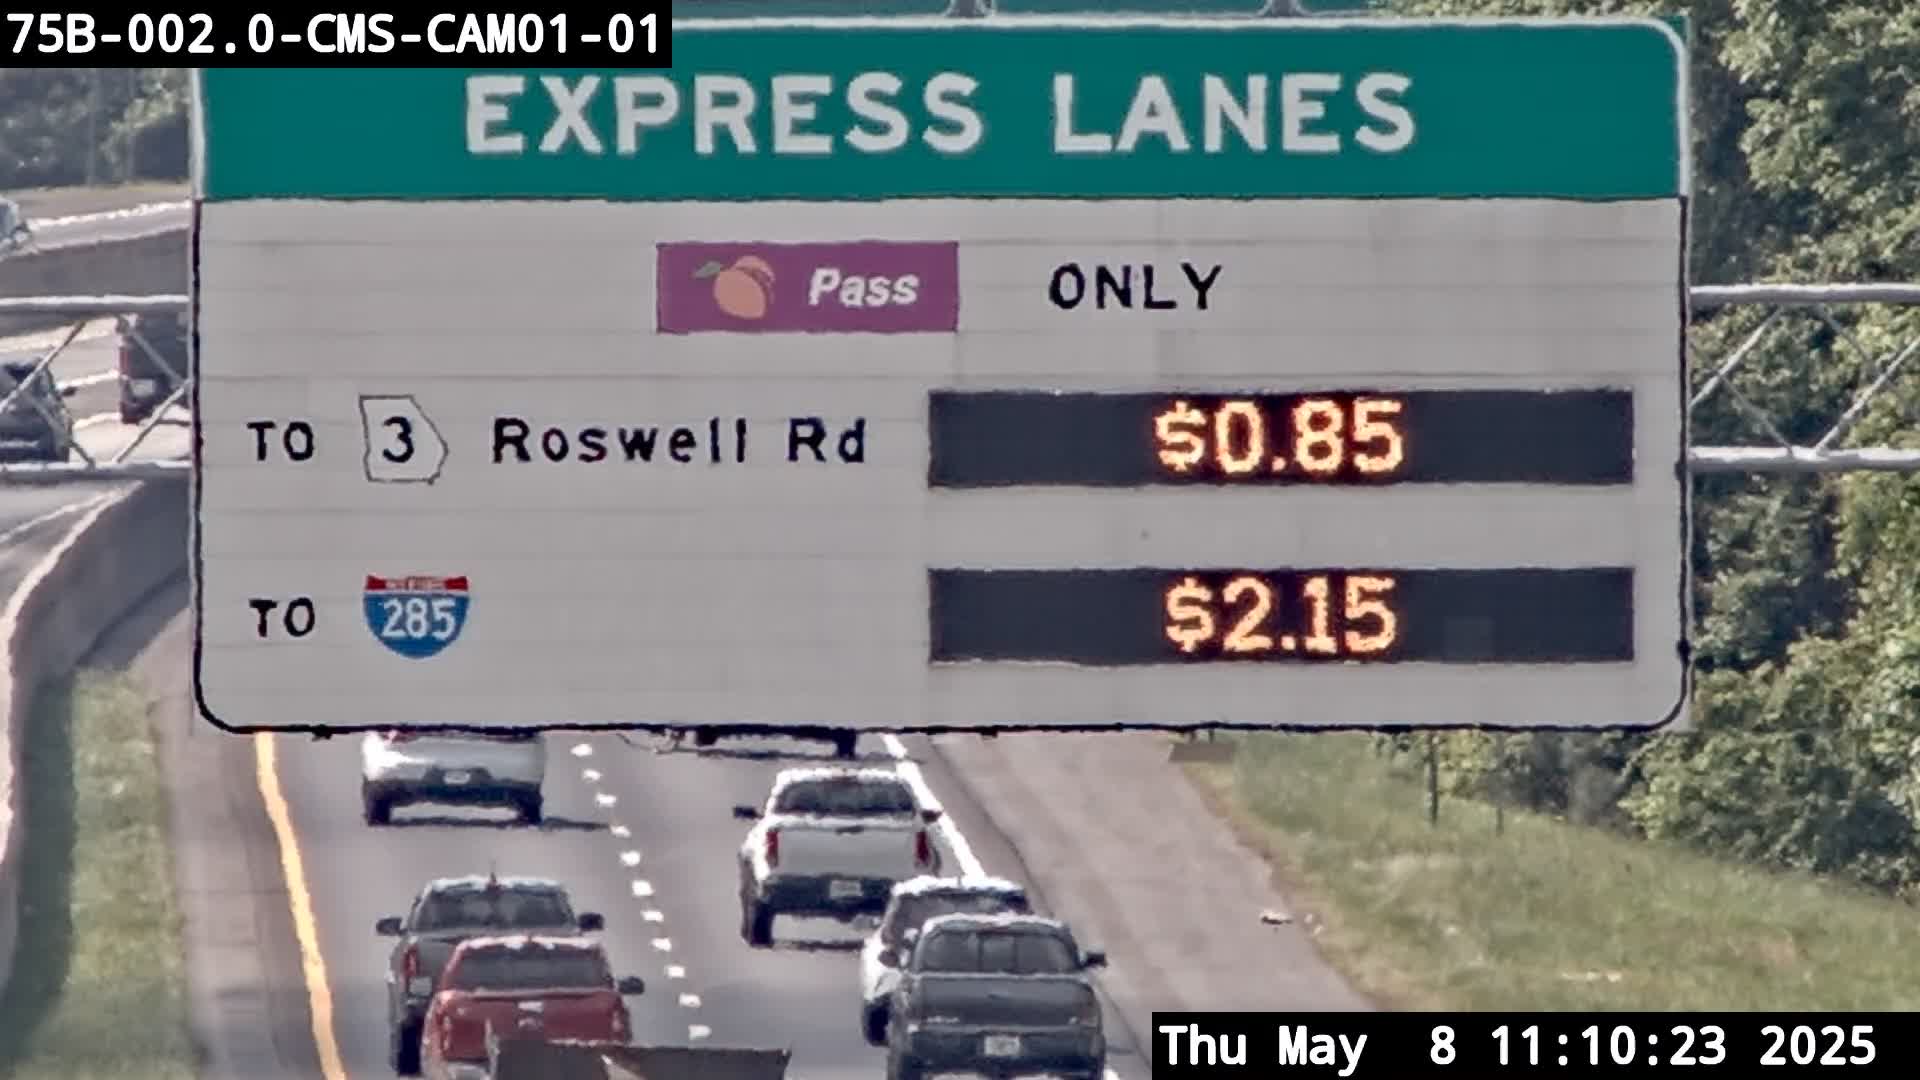 75B-002.0-CMS-CAM01-01
EXPRESS LANES
Pass ONLY
TO 3 Roswell Rd $0.85
TO 285 $2.15
Thu May 8 11:10:23 2025